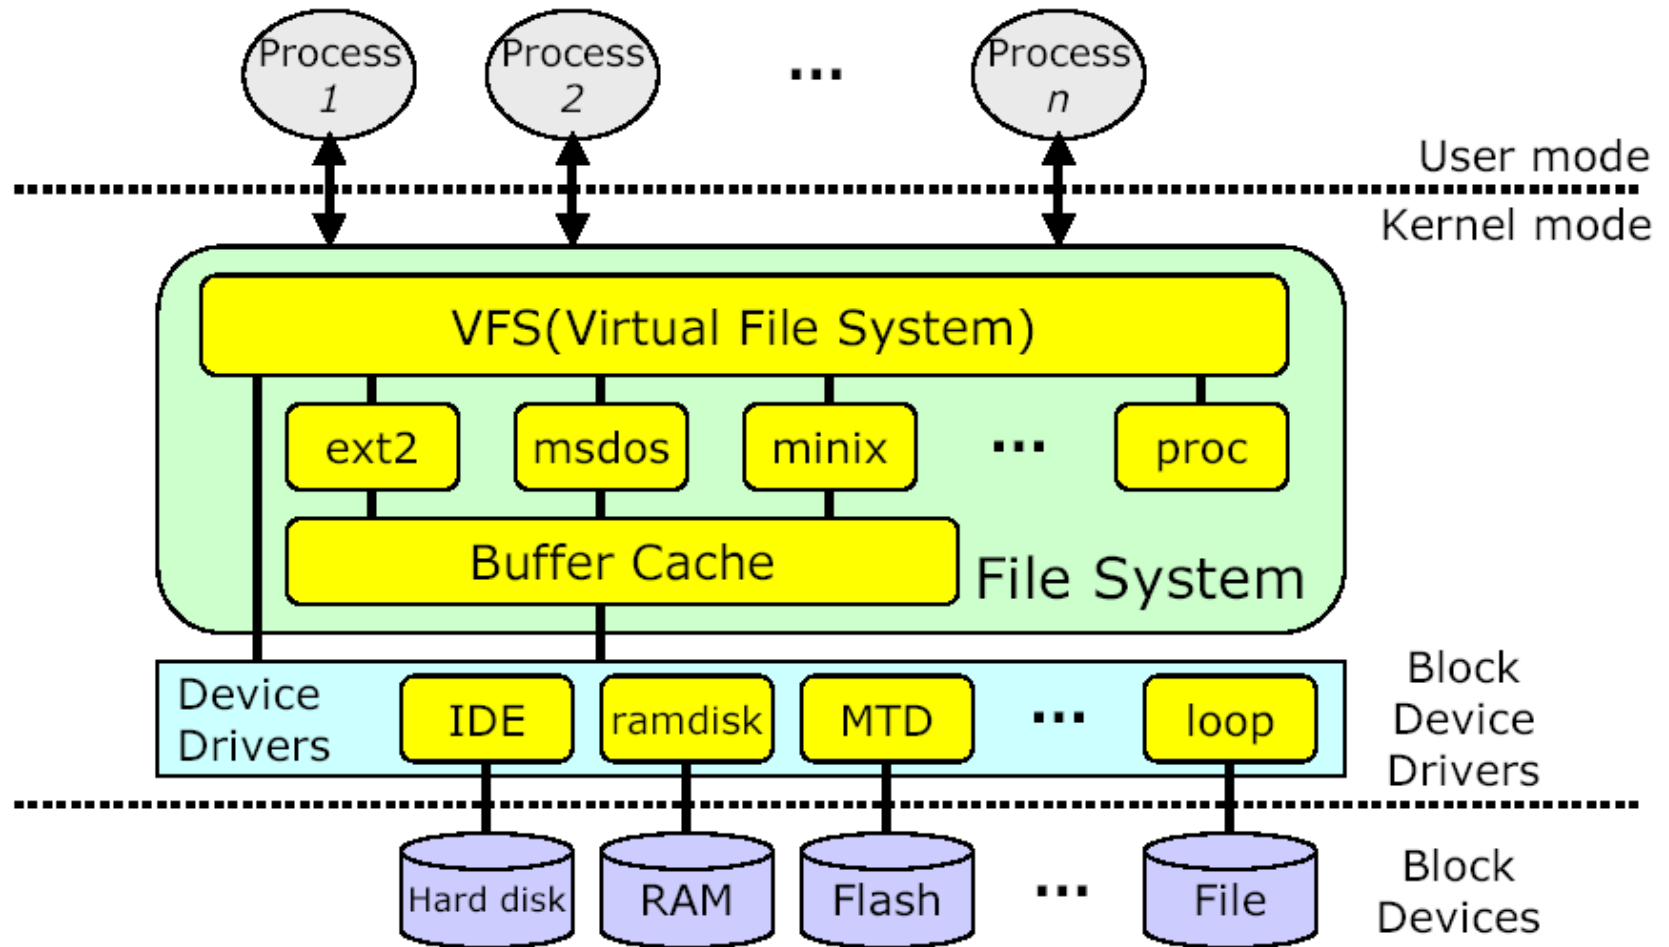 Process
1
Process
2
...
Process
n
User mode
Kernel mode
VFS(Virtual File System)
ext2
msdos
minix
...
proc
Buffer Cache
File System
Device
Drivers
IDE
ramdisk
MTD
...
loop
Block
Device
Drivers
Hard disk
RAM
Flash
...
File
Block
Devices